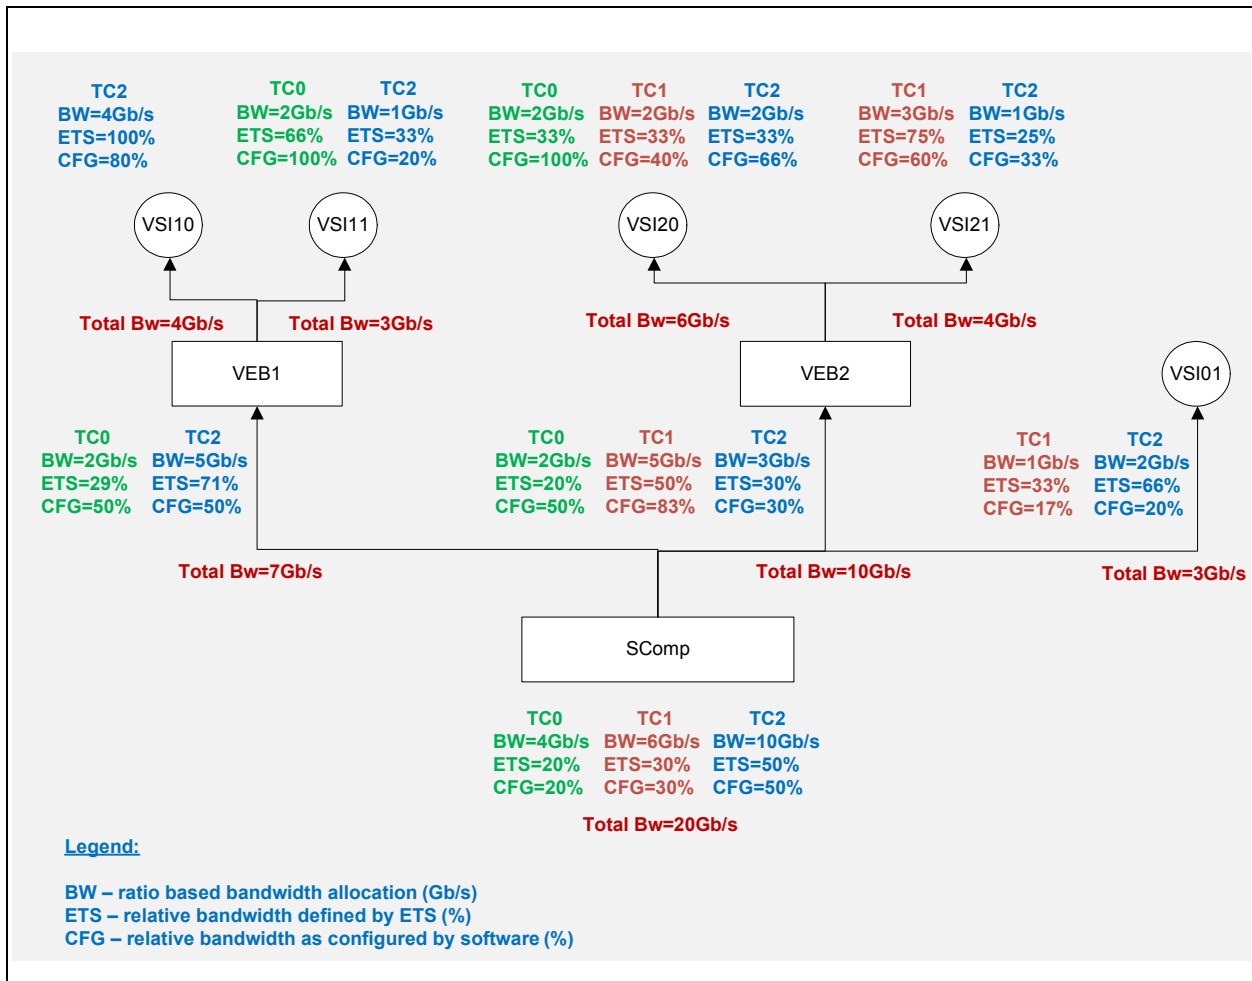 TC2
BW=4Gb/s
ETS=100%
CFG=80%
TC0
BW=2Gb/s
ETS=66%
CFG=100%
TC2
BW=1Gb/s
ETS=33%
CFG=20%
TC0
BW=2Gb/s
ETS=33%
CFG=100%
TC1
BW=2Gb/s
ETS=33%
CFG=40%
TC2
BW=2Gb/s
ETS=33%
CFG=66%
TC1
BW=3Gb/s
ETS=75%
CFG=60%
TC2
BW=1Gb/s
ETS=25%
CFG=33%
VSI10
VSI11
VSI20
VSI21
Total Bw=4Gb/s
Total Bw=3Gb/s
Total Bw=6Gb/s
Total Bw=4Gb/s
VEB1
VEB2
VSI01
TC0
BW=2Gb/s
ETS=29%
CFG=50%
TC2
BW=5Gb/s
ETS=71%
CFG=50%
TC0
BW=2Gb/s
ETS=20%
CFG=50%
TC1
BW=5Gb/s
ETS=50%
CFG=83%
TC2
BW=3Gb/s
ETS=30%
CFG=30%
TC1
BW=1Gb/s
ETS=33%
CFG=17%
TC2
BW=2Gb/s
ETS=66%
CFG=20%
Total Bw=7Gb/s
Total Bw=10Gb/s
Total Bw=3Gb/s
SComp
TC0
BW=4Gb/s
ETS=20%
CFG=20%
TC1
BW=6Gb/s
ETS=30%
CFG=30%
TC2
BW=10Gb/s
ETS=50%
CFG=50%
Total Bw=20Gb/s
Legend:
BW – ratio based bandwidth allocation (Gb/s)
ETS – relative bandwidth defined by ETS (%)
CFG – relative bandwidth as configured by software (%)